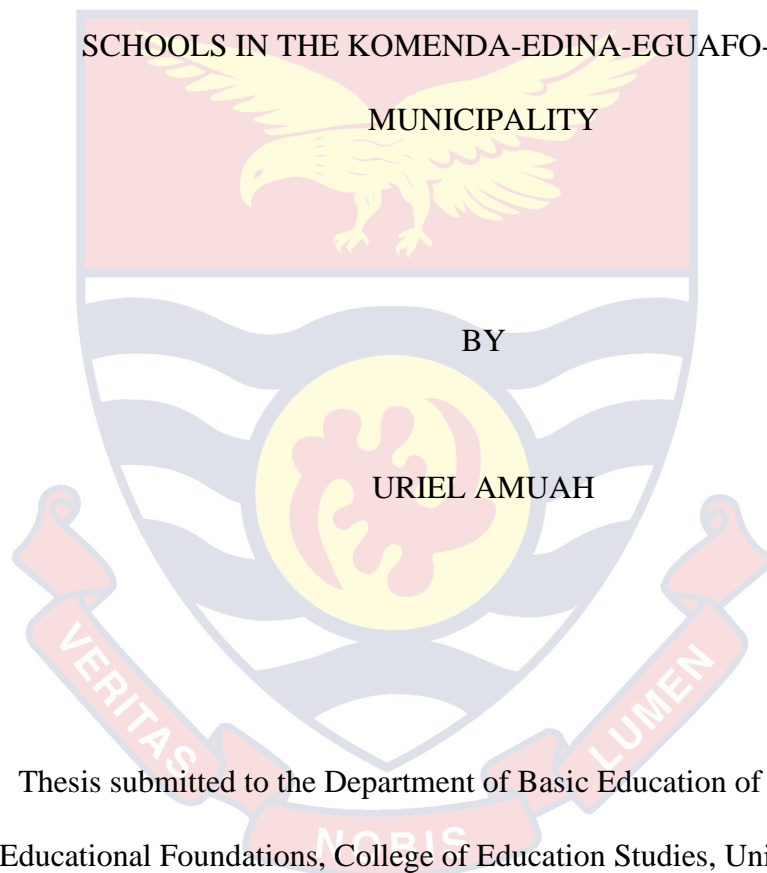 SCHOOLS IN THE KOMENDA-EDINA-EGUAFO-
MUNICIPALITY
BY
URIEL AMUAH
VERITAS
NOBIS
LUMEN
Thesis submitted to the Department of Basic Education of
Educational Foundations, College of Education Studies, Uni